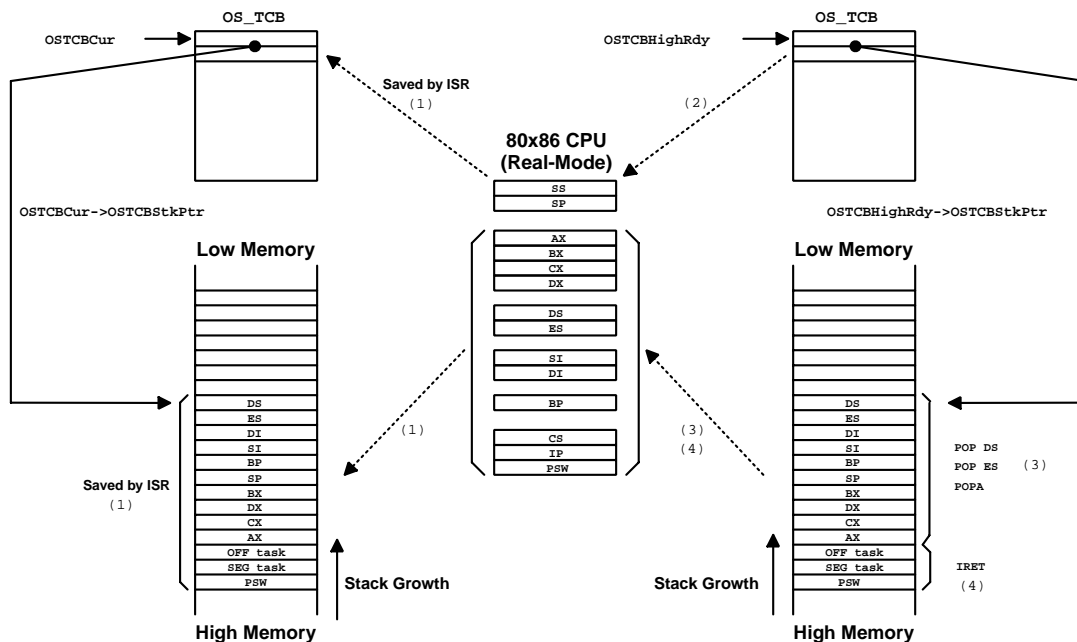 OS_TCB
OSTCBCur
Saved by ISR
(1)
OSTCBCur->OSTCBStkPtr
Low Memory
DS
ES
DI
SI
BP
SP
BX
DX
CX
AX
OFF task
SEG task
PSW
Saved by ISR
(1)
Stack Growth
High Memory
(1)
80x86 CPU
(Real-Mode)
SS
SP
AX
BX
CX
DX
DS
ES
SI
DI
BP
CS
IP
PSW
OS_TCB
OSTCBHighRdy
(2)
OSTCBHighRdy->OSTCBStkPtr
Low Memory
(3)
(4)
DS
ES
DI
SI
BP
SP
BX
DX
CX
AX
OFF task
SEG task
PSW
POP DS
POP ES (3)
POPA
IRET
(4)
Stack Growth
High Memory